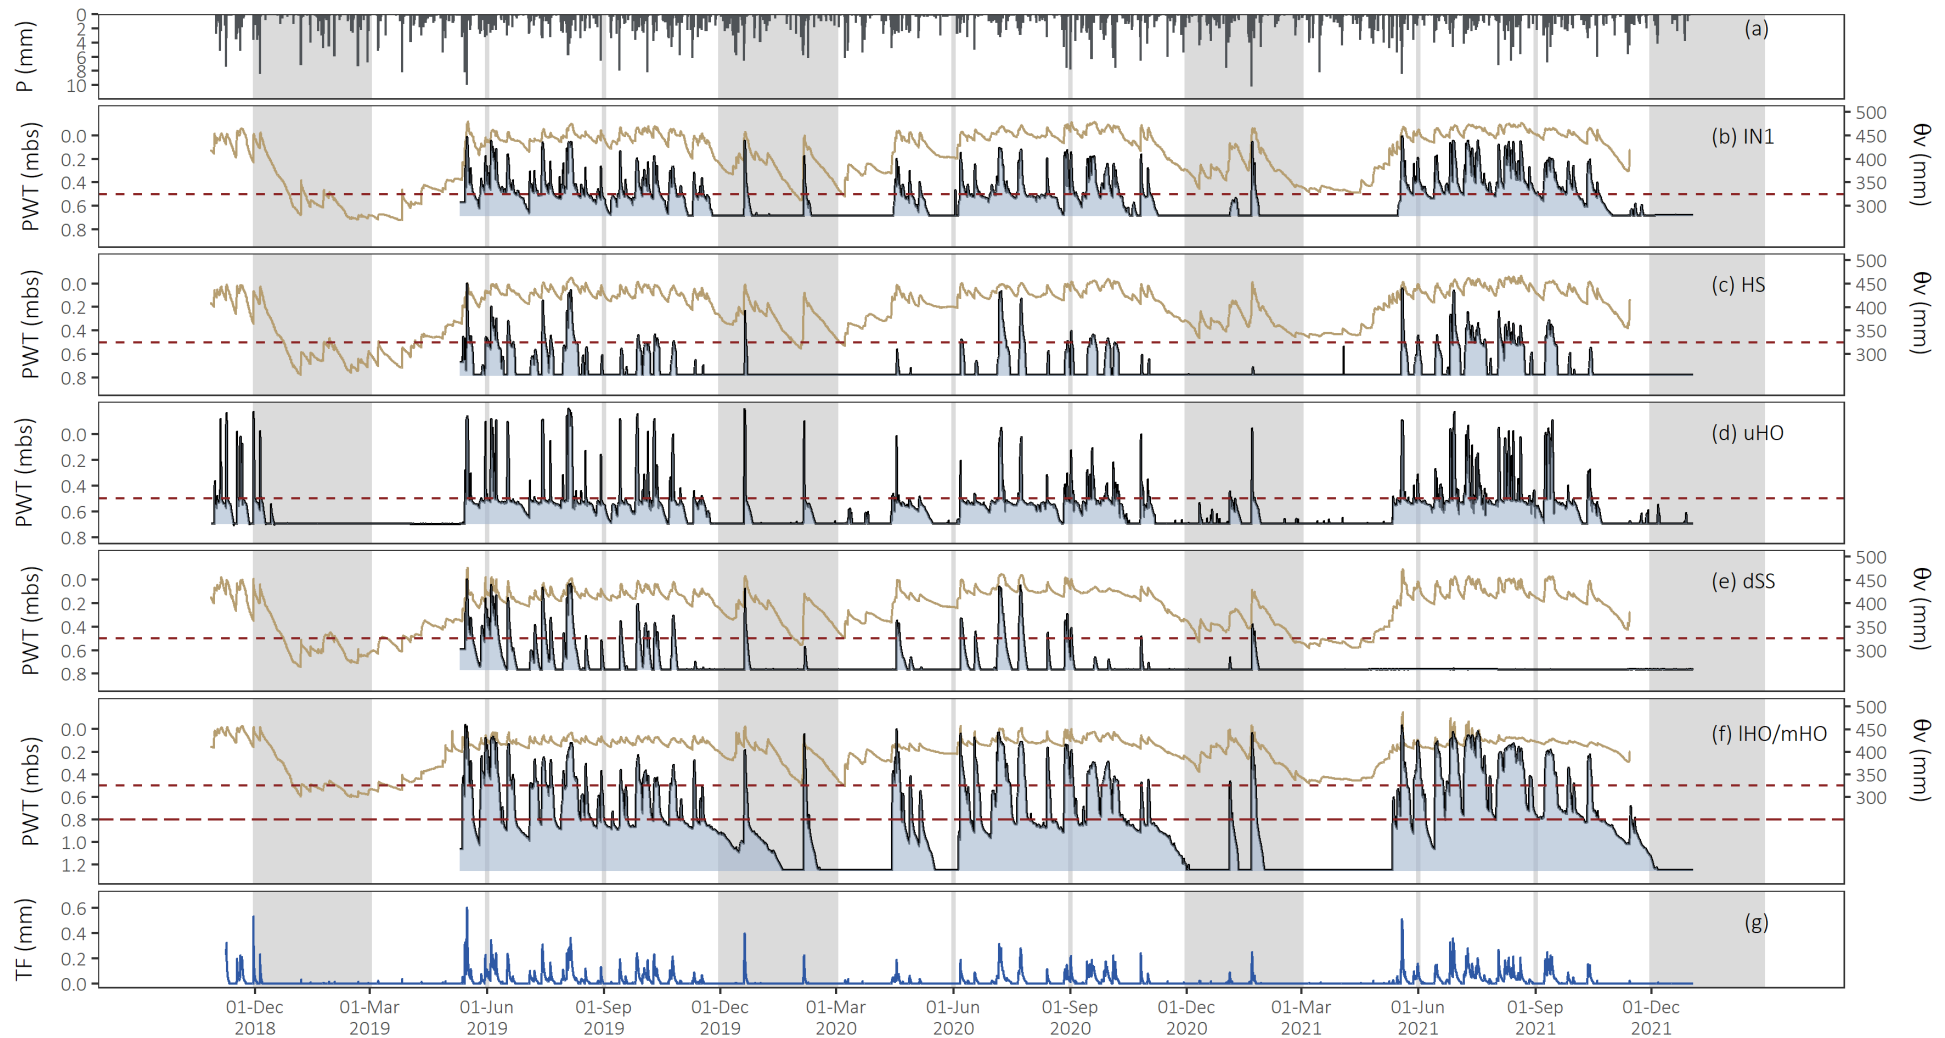 P (mm)
0
2
4
6
8
10
(a)
PWT (mbs)
0.0
0.2
0.4
0.6
0.8
(b) IN1
500
450
400
350
300
θv (mm)
PWT (mbs)
0.0
0.2
0.4
0.6
0.8
(c) HS
500
450
400
350
300
θv (mm)
PWT (mbs)
0.0
0.2
0.4
0.6
0.8
(d) uHO
PWT (mbs)
0.0
0.2
0.4
0.6
0.8
(e) dSS
500
450
400
350
300
θv (mm)
PWT (mbs)
0.0
0.2
0.4
0.6
0.8
1.0
1.2
(f) lHO/mHO
500
450
400
350
300
θv (mm)
TF (mm)
0.6
0.4
0.2
0.0
(g)
01-Dec 01-Mar 01-Jun 01-Sep 01-Dec 01-Mar 01-Jun 01-Sep 01-Dec 01-Mar 01-Jun 01-Sep 01-Dec
2018 2019 2019 2019 2019 2020 2020 2020 2020 2021 2021 2021 2021